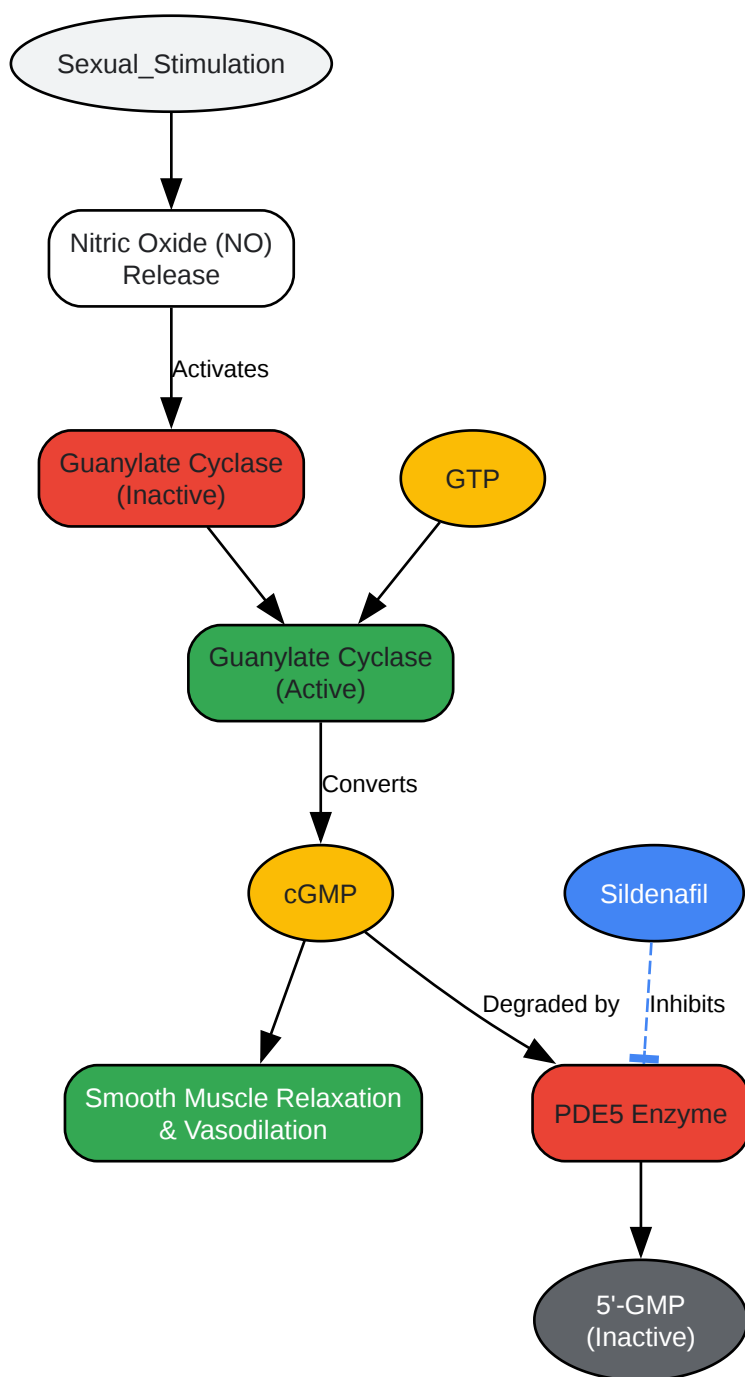 Sexual_Stimulation
Nitric Oxide (NO)
Release
Activates
Guanylate Cyclase
(Inactive)
GTP
Guanylate Cyclase
(Active)
Converts
cGMP
Sildenafil
Degraded by
Inhibits
Smooth Muscle Relaxation
& Vasodilation
PDE5 Enzyme
5'-GMP
(Inactive)